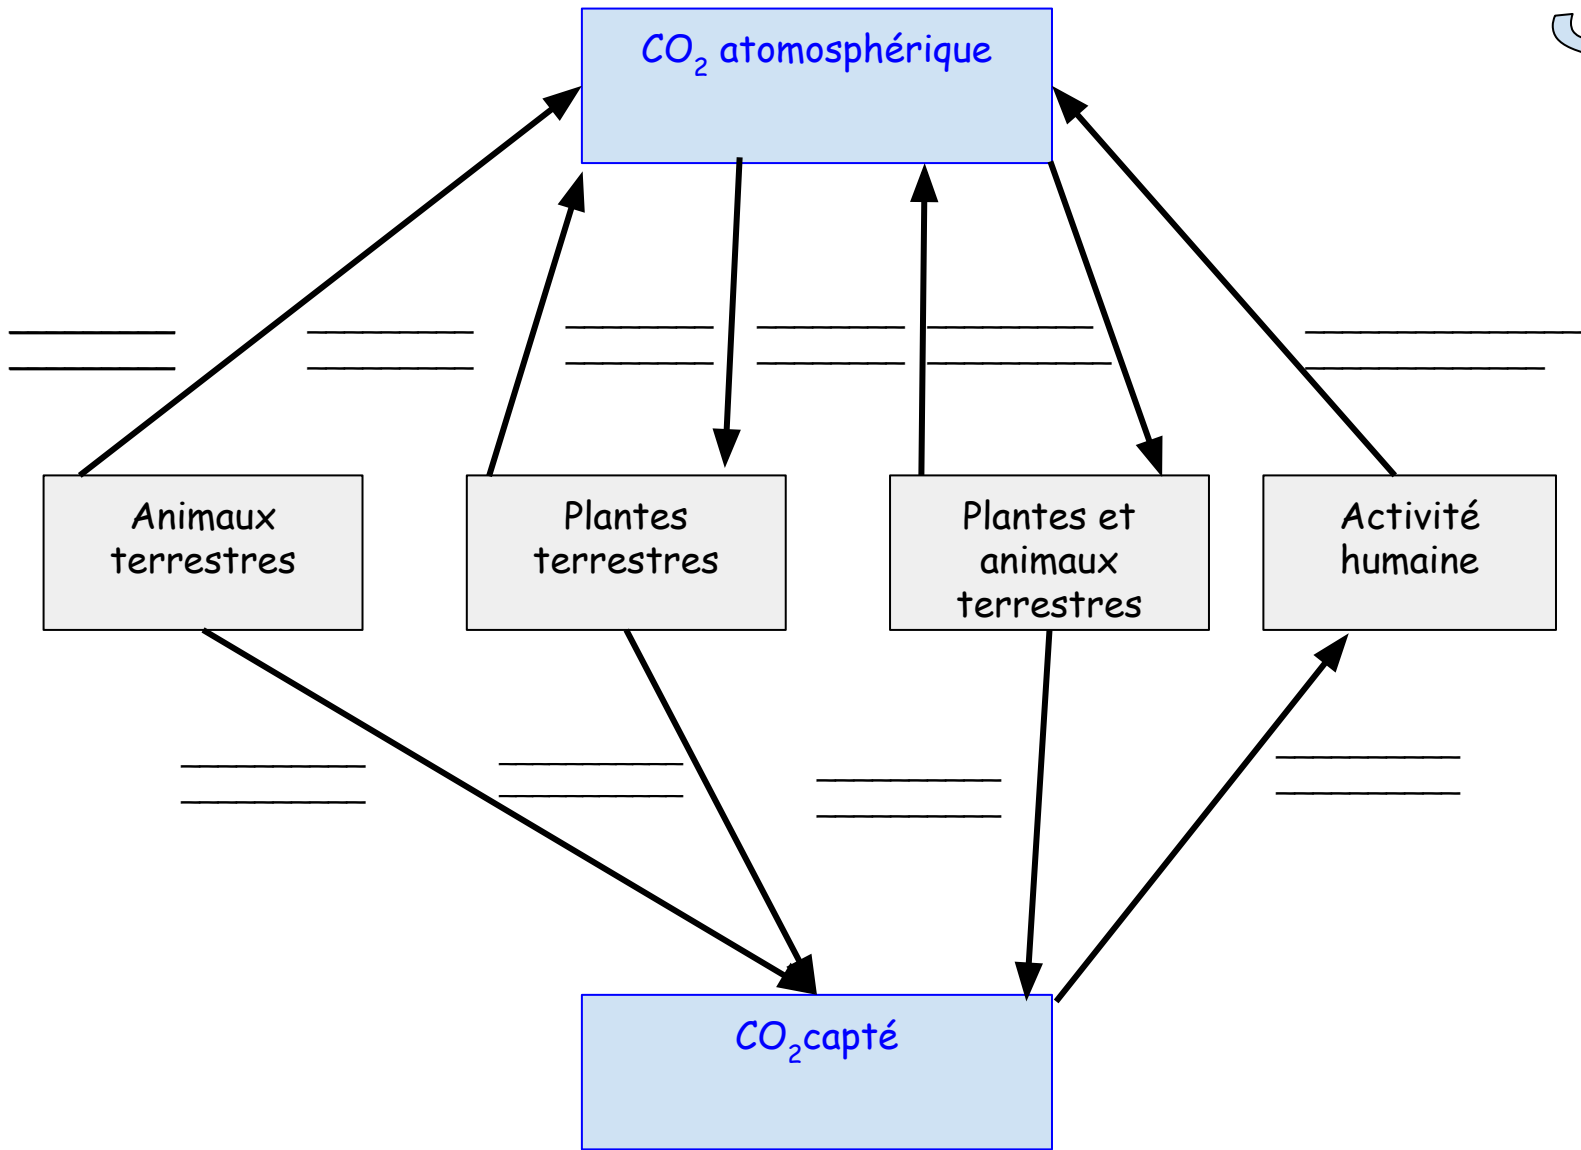 CO₂ atomosphérique
Animaux
terrestres
Plantes
terrestres
Plantes et
animaux
terrestres
Activité
humaine
CO₂capté